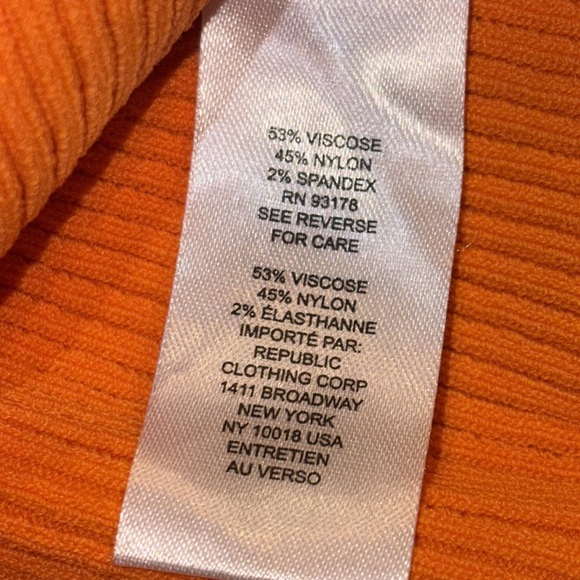 53% VISCOSE
45% NYLON
2% SPANDEX
RN 93178
SEE REVERSE
FOR CARE
53% VISCOSE
45% NYLON
2% ÉLASTHANNE
IMPORTÉ PAR:
REPUBLIC
CLOTHING CORP
1411 BROADWAY
NEW YORK
NY 10018 USA
ENTRETIEN
AU VERSO